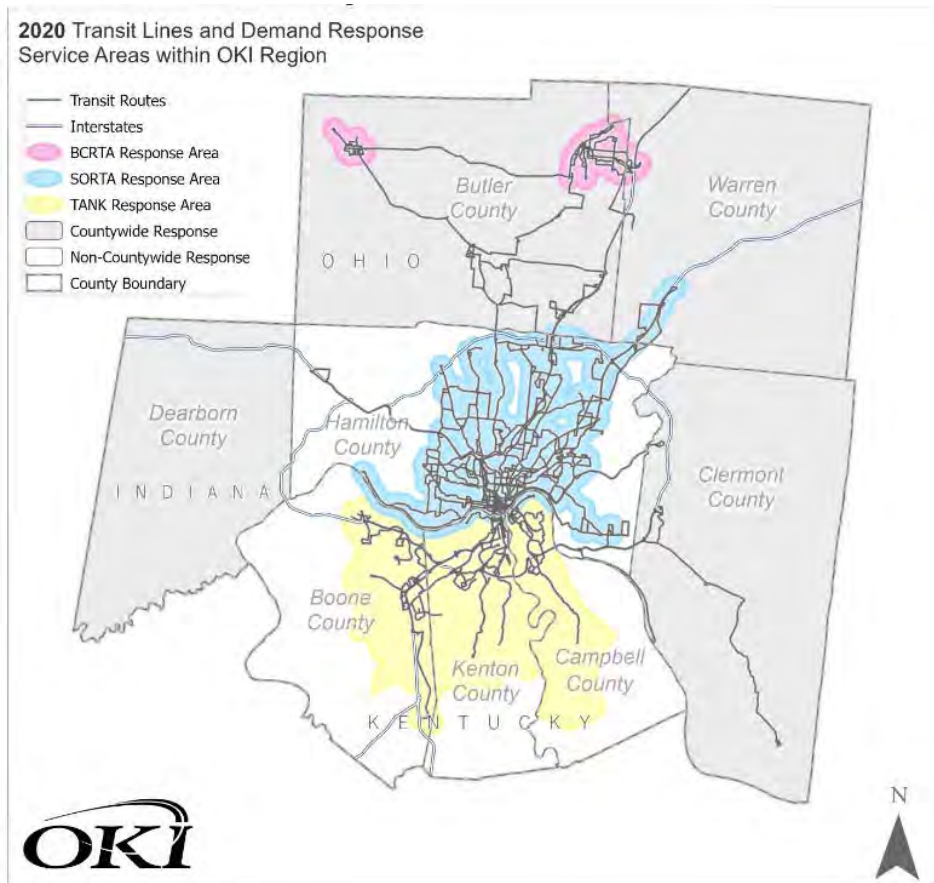 2020 Transit Lines and Demand Response
Service Areas within OKI Region
Transit Routes
Interstates
BCRTA Response Area
SORTA Response Area
TANK Response Area
Countywide Response
Non-Countywide Response
County Boundary
Butler
County
Warren
County
OHIO
Dearborn
County
Hamilton
County
INDIANA
Clermont
County
Boone
County
Kenton
County
Campbell
County
KENTUCKY
N
OKI